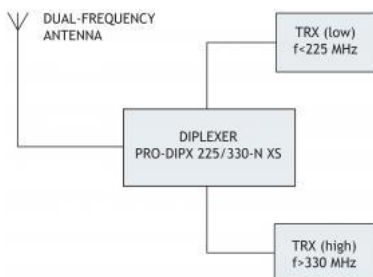 DUAL-FREQUENCY
ANTENNA
TRX (low)
f<225 MHz
DIPLEXER
PRO-DIPX 225/330-N XS
TRX (high)
f>330 MHz